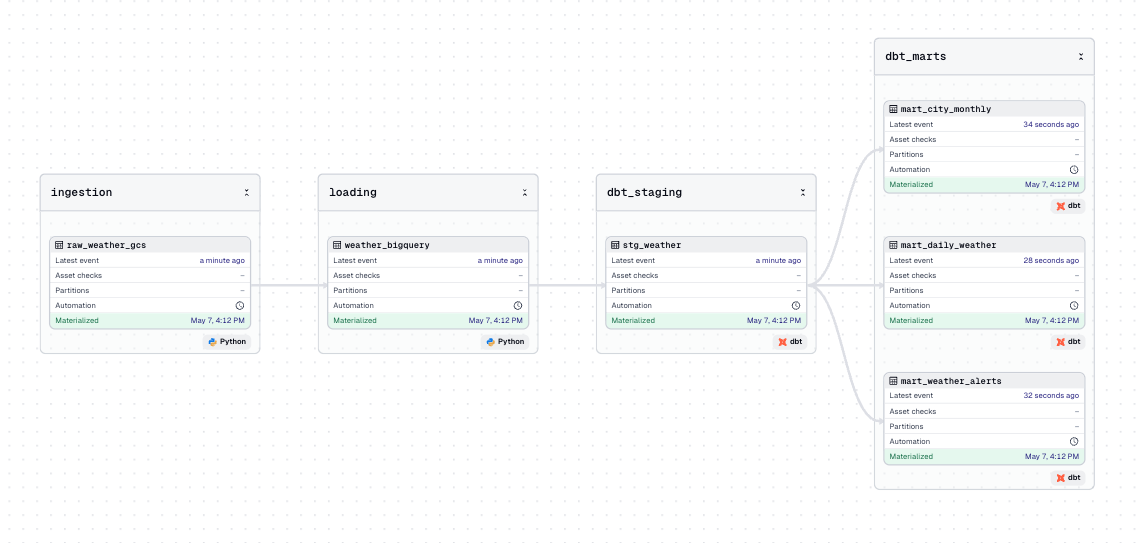 ingestion
raw_weather_gcs
Latest event a minute ago
Asset checks –
Partitions –
Automation
Materialized May 7, 4:12 PM
Python
loading
weather_bigquery
Latest event a minute ago
Asset checks –
Partitions –
Automation
Materialized May 7, 4:12 PM
Python
dbt_staging
stg_weather
Latest event a minute ago
Asset checks –
Partitions –
Automation
Materialized May 7, 4:12 PM
dbt
dbt_marts
mart_city_monthly
Latest event 34 seconds ago
Asset checks –
Partitions –
Automation
Materialized May 7, 4:12 PM
dbt
mart_daily_weather
Latest event 28 seconds ago
Asset checks –
Partitions –
Automation
Materialized May 7, 4:12 PM
dbt
mart_weather_alerts
Latest event 32 seconds ago
Asset checks –
Partitions –
Automation
Materialized May 7, 4:12 PM
dbt